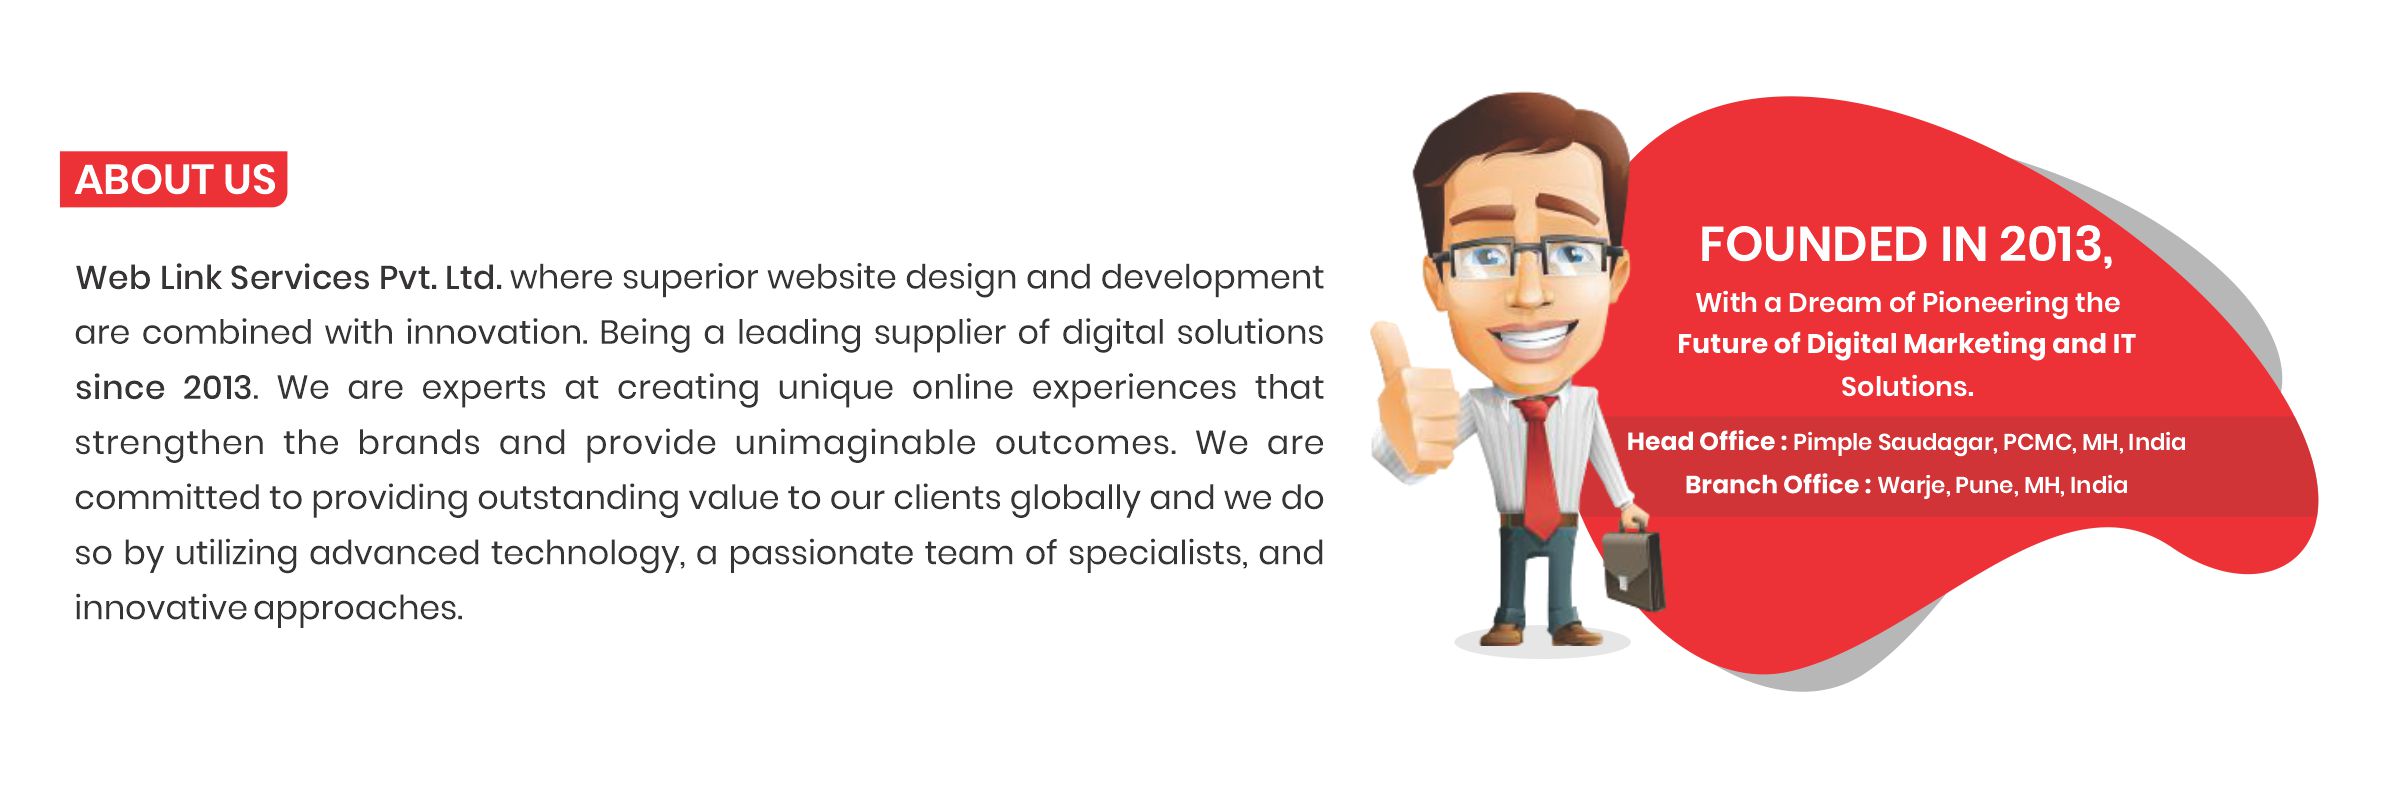 ABOUT US
Web Link Services Pvt. Ltd. where superior website design and development
are combined with innovation. Being a leading supplier of digital solutions
since 2013. We are experts at creating unique online experiences that
strengthen the brands and provide unimaginable outcomes. We are
committed to providing outstanding value to our clients globally and we do
so by utilizing advanced technology, a passionate team of specialists, and
innovative approaches.
FOUNDED IN 2013,
With a Dream of Pioneering the
Future of Digital Marketing and IT
Solutions.
Head Office : Pimple Saudagar, PCMC, MH, India
Branch Office : Warje, Pune, MH, India